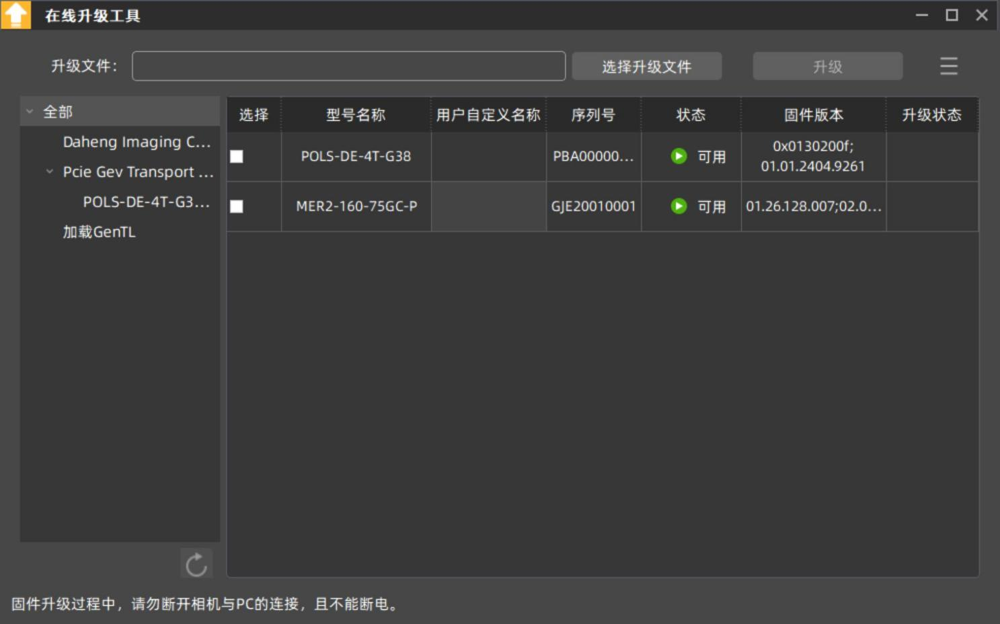 在线升级工具
升级文件：
选择升级文件
升级
全部
Daheng Imaging C...
Pcie Gev Transport ...
POLS-DE-4T-G3...
加载GenTL
选择 型号名称 用户自定义名称 序列号 状态 固件版本 升级状态
POLS-DE-4T-G38 PBA00000... 可用 0x0130200f;
01.01.2404.9261
MER2-160-75GC-P GJE20010001 可用 01.26.128.007;02.0...
固件升级过程中，请勿断开相机与PC的连接，且不能断电。